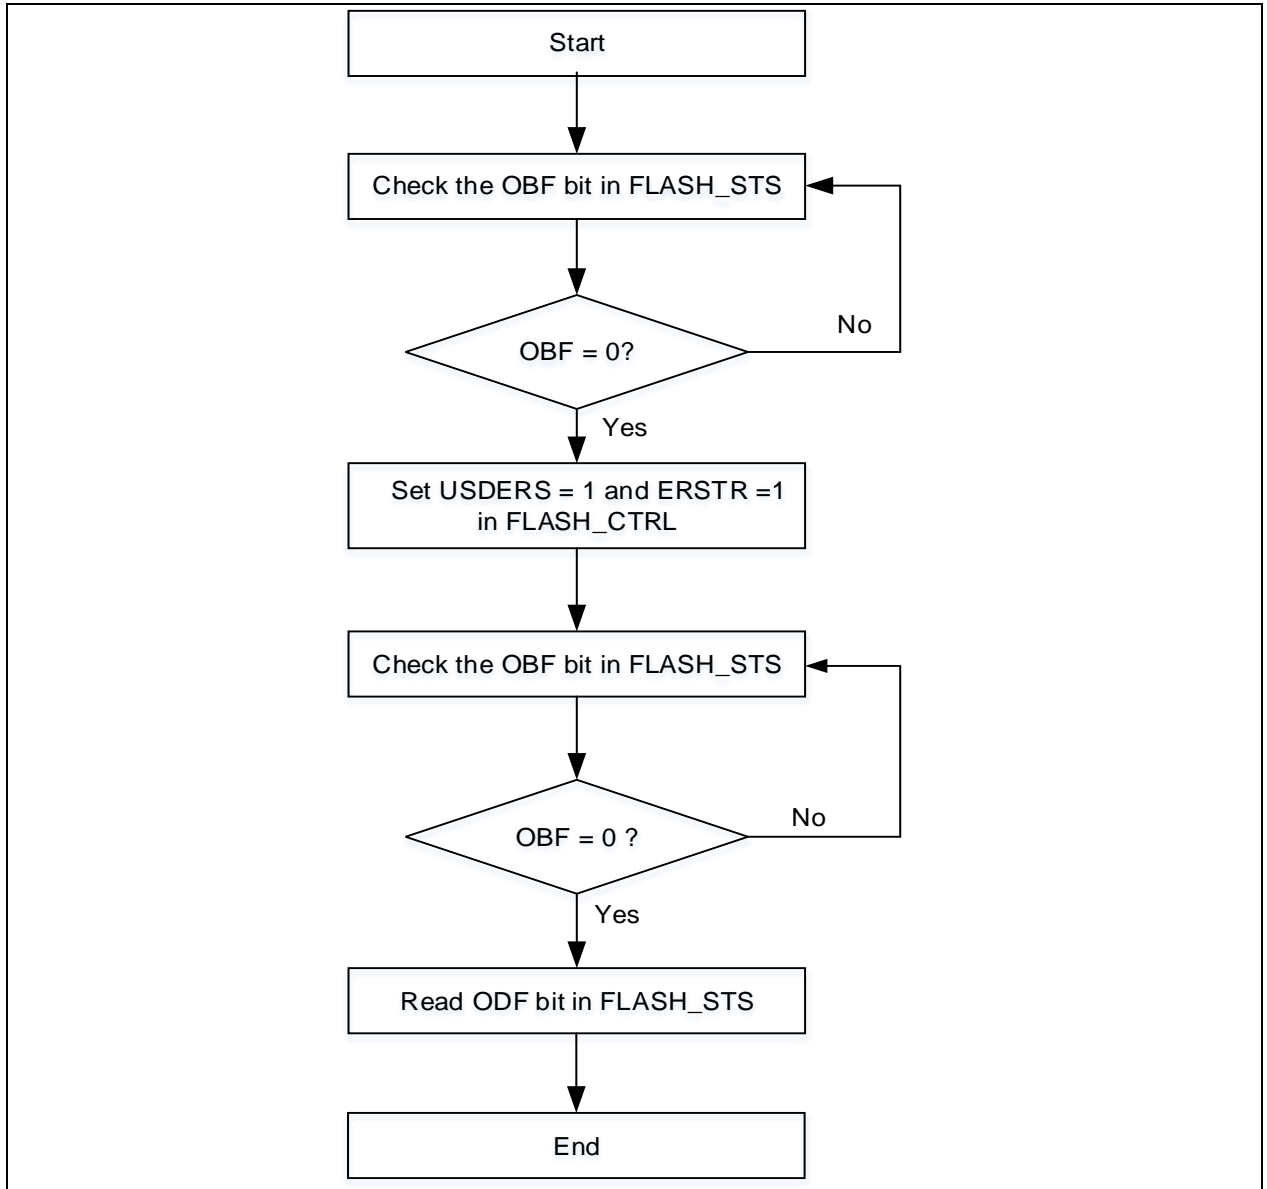 Start
Check the OBF bit in FLASH_STS
OBF = 0?
No
Yes
Set USDERS = 1 and ERSTR =1
in FLASH_CTRL
Check the OBF bit in FLASH_STS
OBF = 0 ?
No
Yes
Read ODF bit in FLASH_STS
End